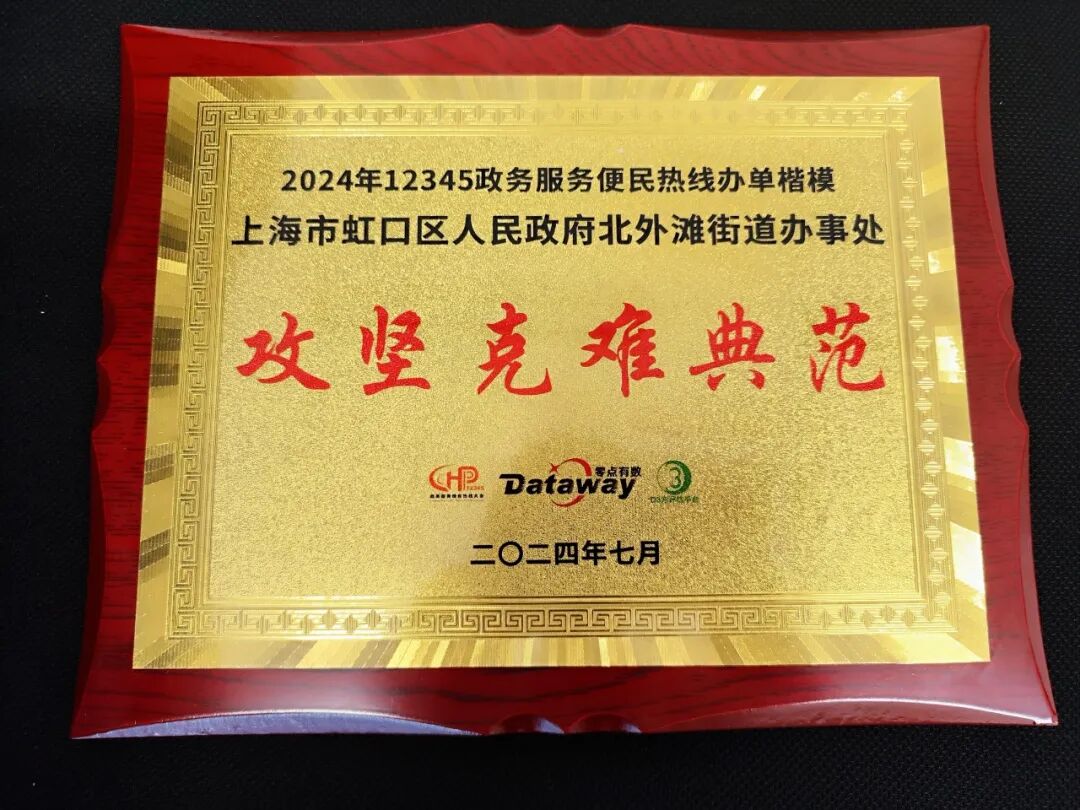 2024年12345政务服务便民热线办单楷模
上海市虹口区人民政府北外滩街道办事处
攻坚克难典范
CHP
12345
Dataway
零点有数
3
二〇二四年七月